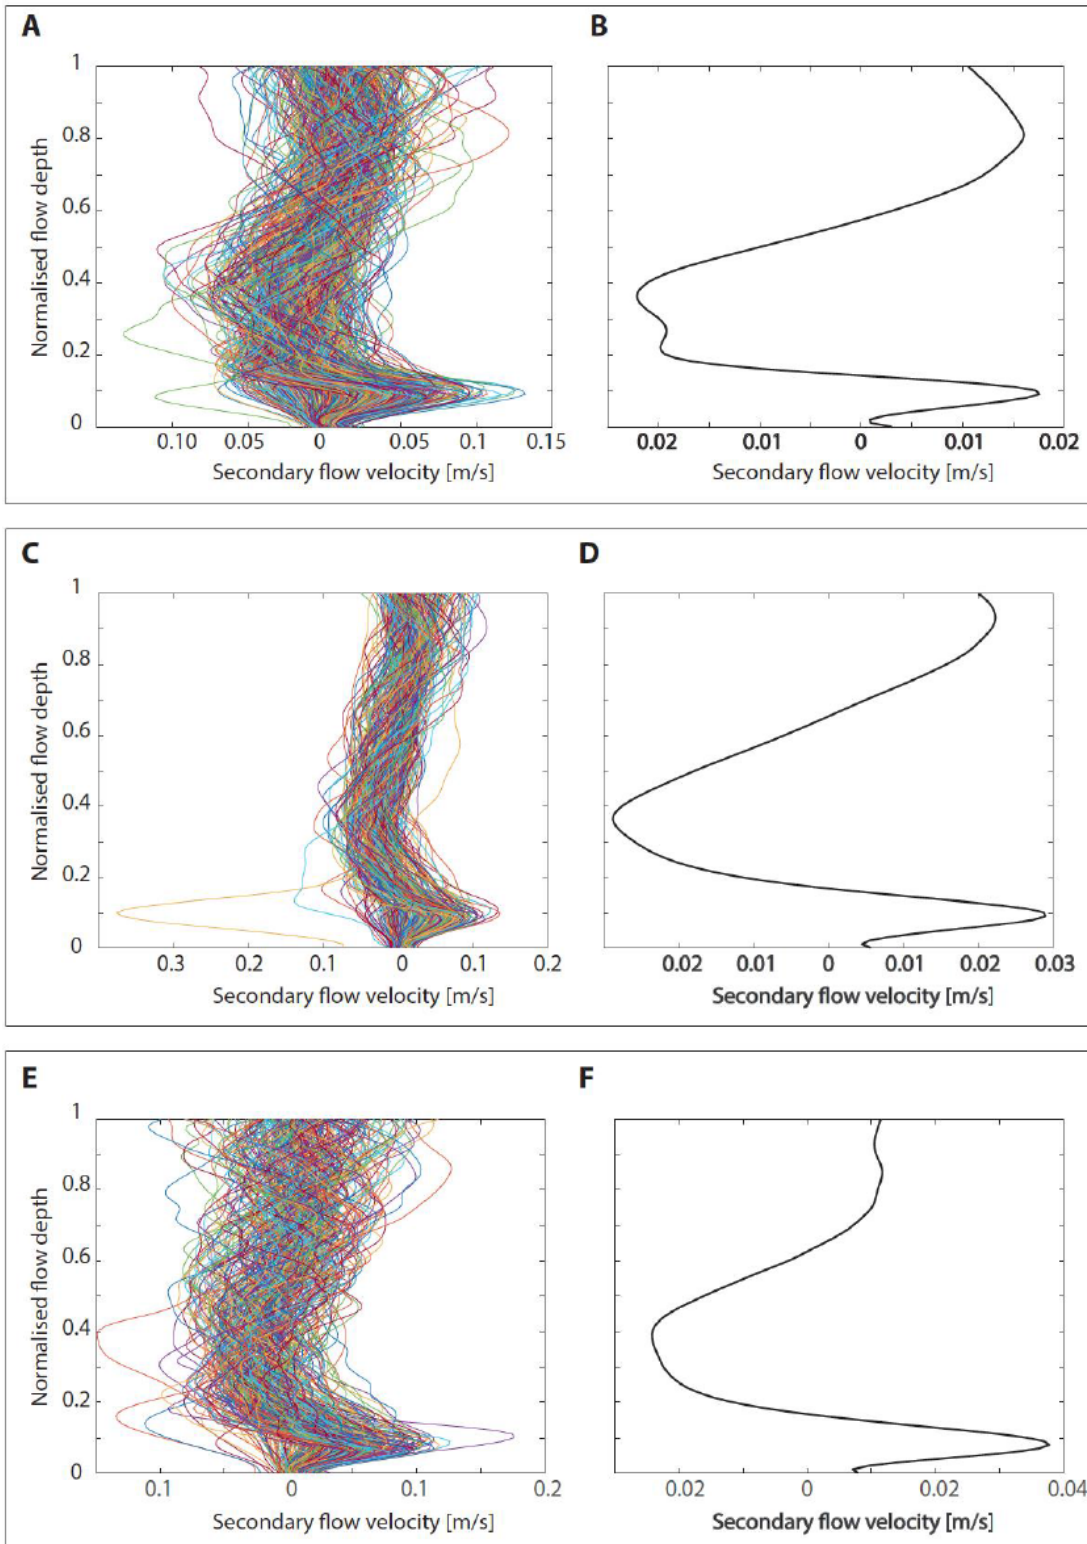 A
B
1
0.8
0.6
0.4
0.2
0
Normalised flow depth
0.10 0.05 0 0.05 0.1 0.15
Secondary flow velocity [m/s]
0.02 0.01 0 0.01 0.02
Secondary flow velocity [m/s]
C
D
1
0.8
0.6
0.4
0.2
0
Normalised flow depth
0.3 0.2 0.1 0 0.1 0.2
Secondary flow velocity [m/s]
0.02 0.01 0 0.01 0.02 0.03
Secondary flow velocity [m/s]
E
F
1
0.8
0.6
0.4
0.2
0
Normalised flow depth
0.1 0 0.1 0.2
Secondary flow velocity [m/s]
0.02 0 0.02 0.04
Secondary flow velocity [m/s]